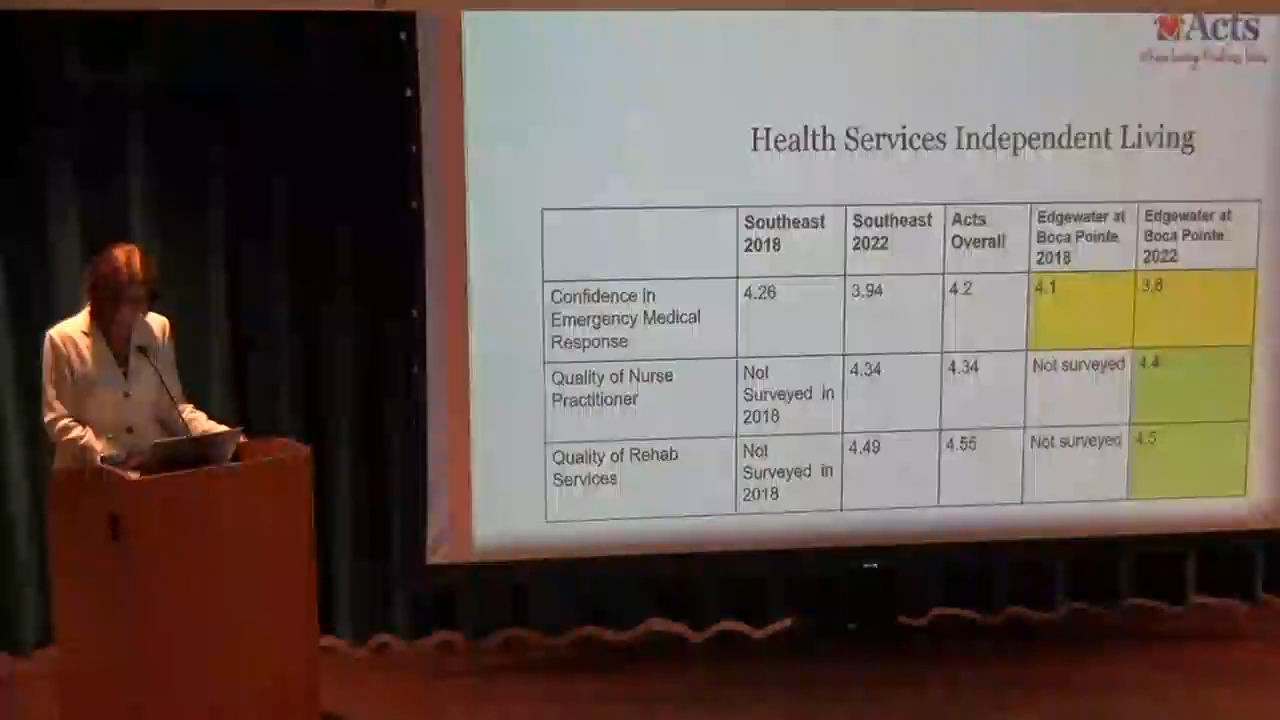 Acts
Health Services Independent Living
Southeast 2018
Southeast 2022
Acts Overall
Edgewater at Boca Pointe 2018
Edgewater at Boca Pointe 2022
Confidence in Emergency Medical Response
4.26
3.94
4.2
4.1
3.8
Quality of Nurse Practitioner
Not Surveyed in 2018
4.34
4.34
Not surveyed
4.4
Quality of Rehab Services
Not Surveyed in 2018
4.49
4.55
Not surveyed
4.5